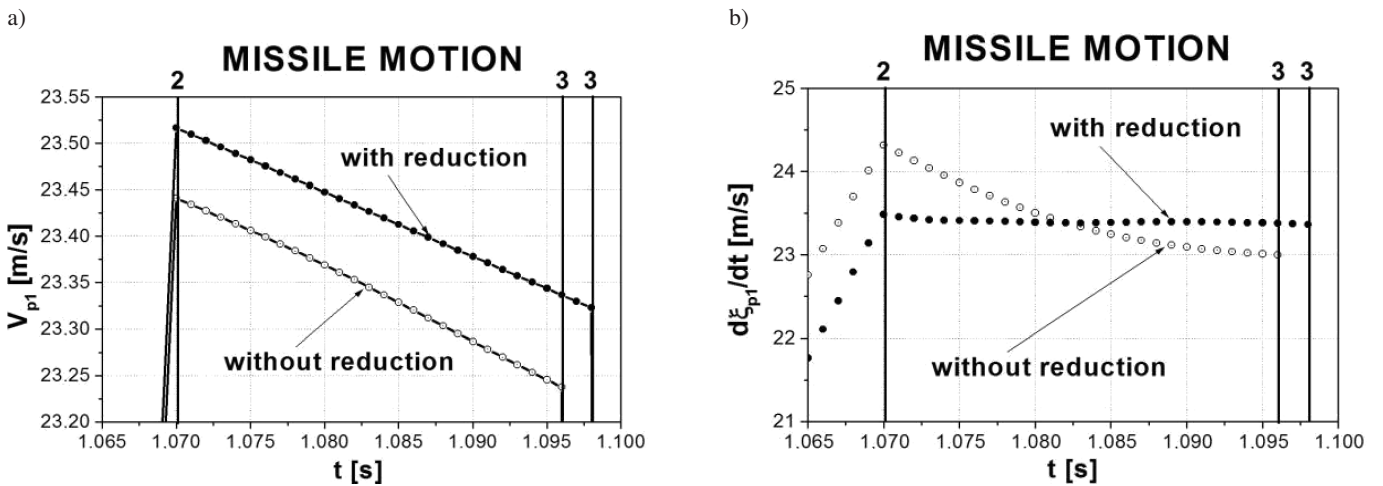 a)
MISSILE MOTION
2 3 3
23.55
23.50
23.45
23.40
23.35
23.30
23.25
23.20
V_p1 [m/s]
with reduction
without reduction
1.065 1.070 1.075 1.080 1.085 1.090 1.095 1.100
t [s]
b)
MISSILE MOTION
2 3 3
25
24
23
22
21
dξ_p1/dt [m/s]
with reduction
without reduction
1.065 1.070 1.075 1.080 1.085 1.090 1.095 1.100
t [s]